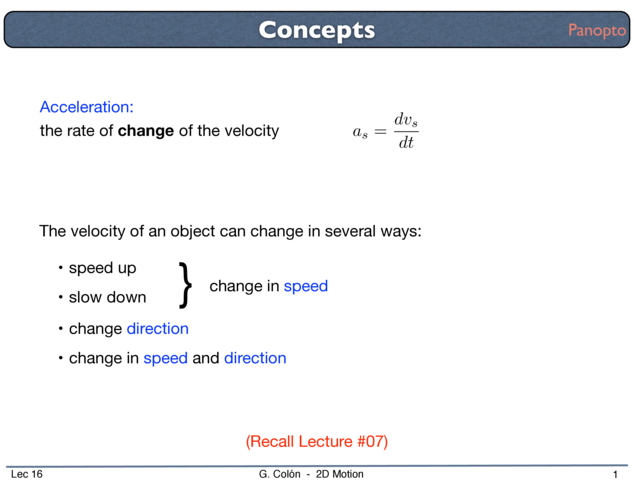 Concepts
Panopto
Acceleration:
the rate of change of the velocity
a_s = dv_s/dt
The velocity of an object can change in several ways:
• speed up
• slow down
} change in speed
• change direction
• change in speed and direction
(Recall Lecture #07)
Lec 16 G. Colón - 2D Motion 1